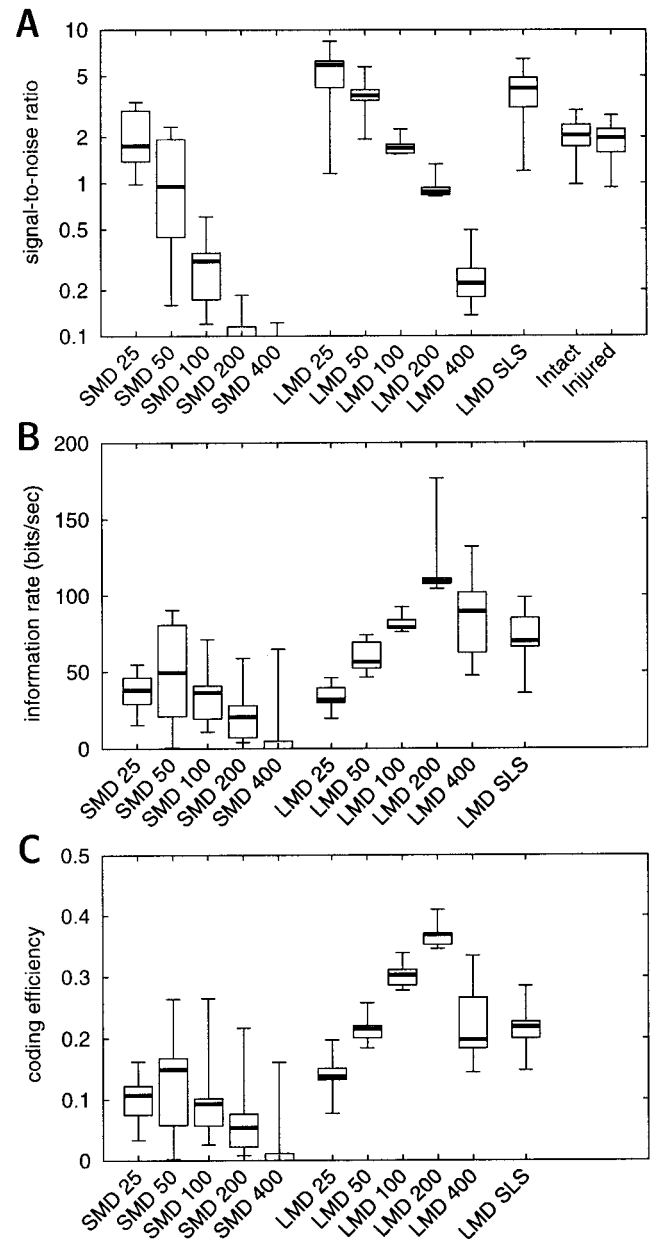 A
signal-to-noise ratio
10
5
2
1
0.5
0.2
0.1
SMD 25
SMD 50
SMD 100
SMD 200
SMD 400
LMD 25
LMD 50
LMD 100
LMD 200
LMD 400
LMD SLS
Intact
Injured
B
information rate (bits/sec)
200
150
100
50
0
SMD 25
SMD 50
SMD 100
SMD 200
SMD 400
LMD 25
LMD 50
LMD 100
LMD 200
LMD 400
LMD SLS
C
coding efficiency
0.5
0.4
0.3
0.2
0.1
0
SMD 25
SMD 50
SMD 100
SMD 200
SMD 400
LMD 25
LMD 50
LMD 100
LMD 200
LMD 400
LMD SLS